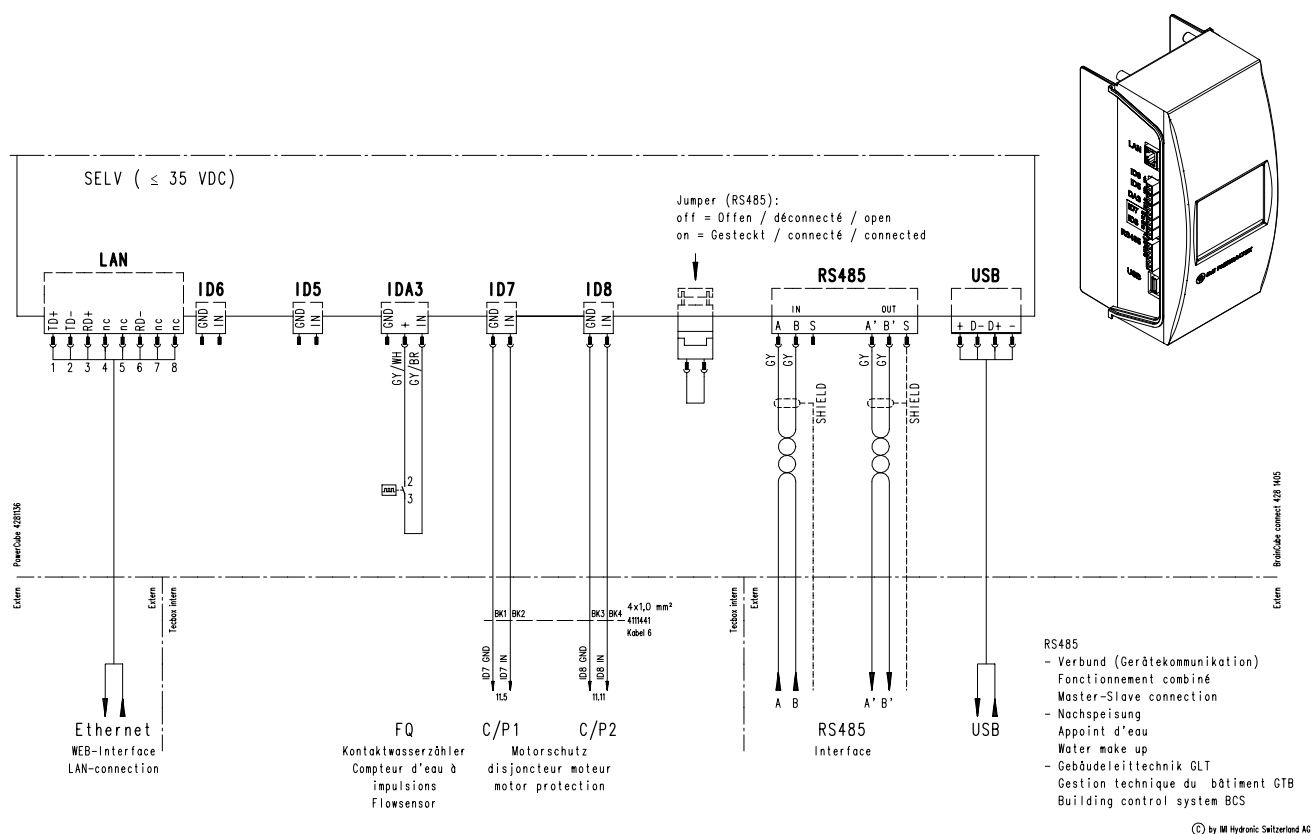 SELV ( ≤ 35 VDC)
Jumper (RS485):
off = Offen / déconnecté / open
on = Gesteckt / connecté / connected
LAN
ID6
ID5
IDA3
ID7
ID8
RS485
USB
TD+ TD- RD+ nc nc RD- nc nc
GND IN
GND IN
GND + IN
GND IN
GND IN
IN OUT
A B S A' B' S
+ D- D+ -
1 2 3 4 5 6 7 8
GY/WH
GY/BR
GY GY
SHIELD
GY GY
SHIELD
2
3
PowerCube 4281136
BrainCube connect 428 1405
Extern
Extern
Tecbox intern
Tecbox intern
Extern
Extern
BK1 BK2
BK3 BK4
4x1,0 mm²
4111441
Kabel 6
ID7 GND
ID7 IN
ID8 GND
ID8 IN
11.5
11.11
A B
A' B'
Ethernet
WEB-Interface
LAN-connection
FQ
Kontaktwasserzähler
Compteur d'eau à
impulsions
Flowsensor
C/P1
C/P2
Motorschutz
disjoncteur moteur
motor protection
RS485
Interface
USB
RS485
- Verbund (Gerätekommunikation)
Fonctionnement combiné
Master-Slave connection
- Nachspeisung
Appoint d'eau
Water make up
- Gebäudeleittechnik GLT
Gestion technique du bâtiment GTB
Building control system BCS
LAN
ID7
ID8
RS485
USB
IMI PNEUMATEX
© by IMI Hydronic Switzerland AG